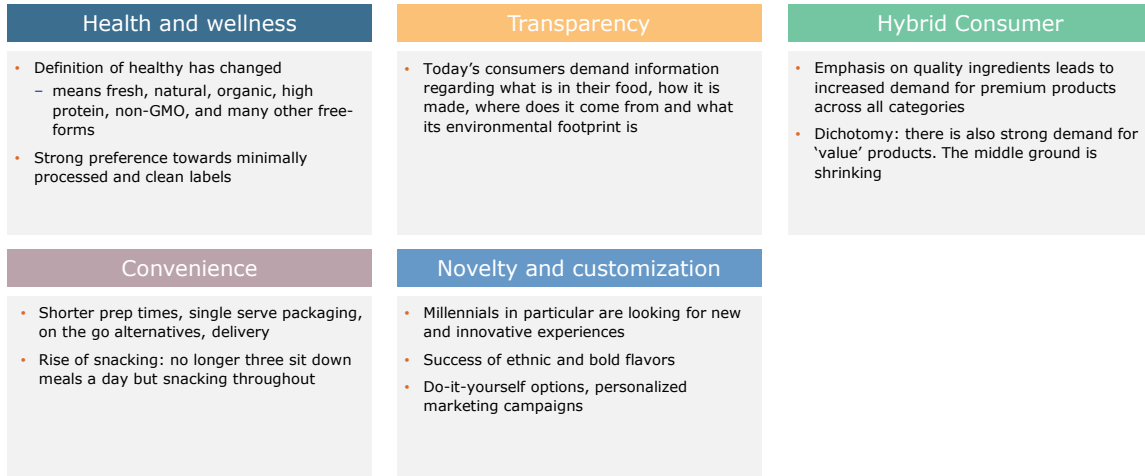 Health and wellness
• Definition of healthy has changed
– means fresh, natural, organic, high
protein, non-GMO, and many other free-
forms
• Strong preference towards minimally
processed and clean labels
Transparency
• Today’s consumers demand information
regarding what is in their food, how it is
made, where does it come from and what
its environmental footprint is
Hybrid Consumer
• Emphasis on quality ingredients leads to
increased demand for premium products
across all categories
• Dichotomy: there is also strong demand for
‘value’ products. The middle ground is
shrinking
Convenience
• Shorter prep times, single serve packaging,
on the go alternatives, delivery
• Rise of snacking: no longer three sit down
meals a day but snacking throughout
Novelty and customization
• Millennials in particular are looking for new
and innovative experiences
• Success of ethnic and bold flavors
• Do-it-yourself options, personalized
marketing campaigns